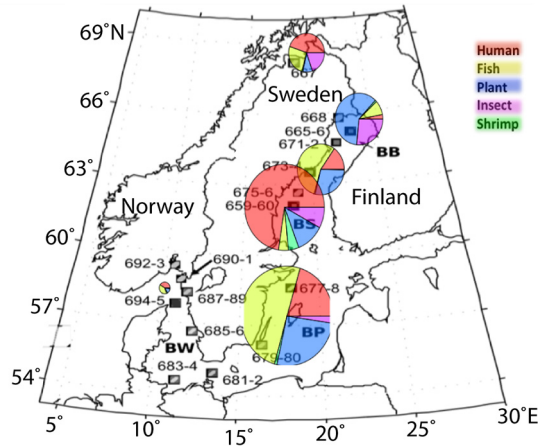 69°N
66°
63°
60°
57°
54°
5°
10°
15°
20°
25°
30°E
Human
Fish
Plant
Insect
Shrimp
667
Sweden
668
665-6
671-2
BB
673-
675-6
659-60
BS
Finland
Norway
692-3
690-1
694-5
687-89
677-8
685-6
BP
BW
679-80
683-4
681-2